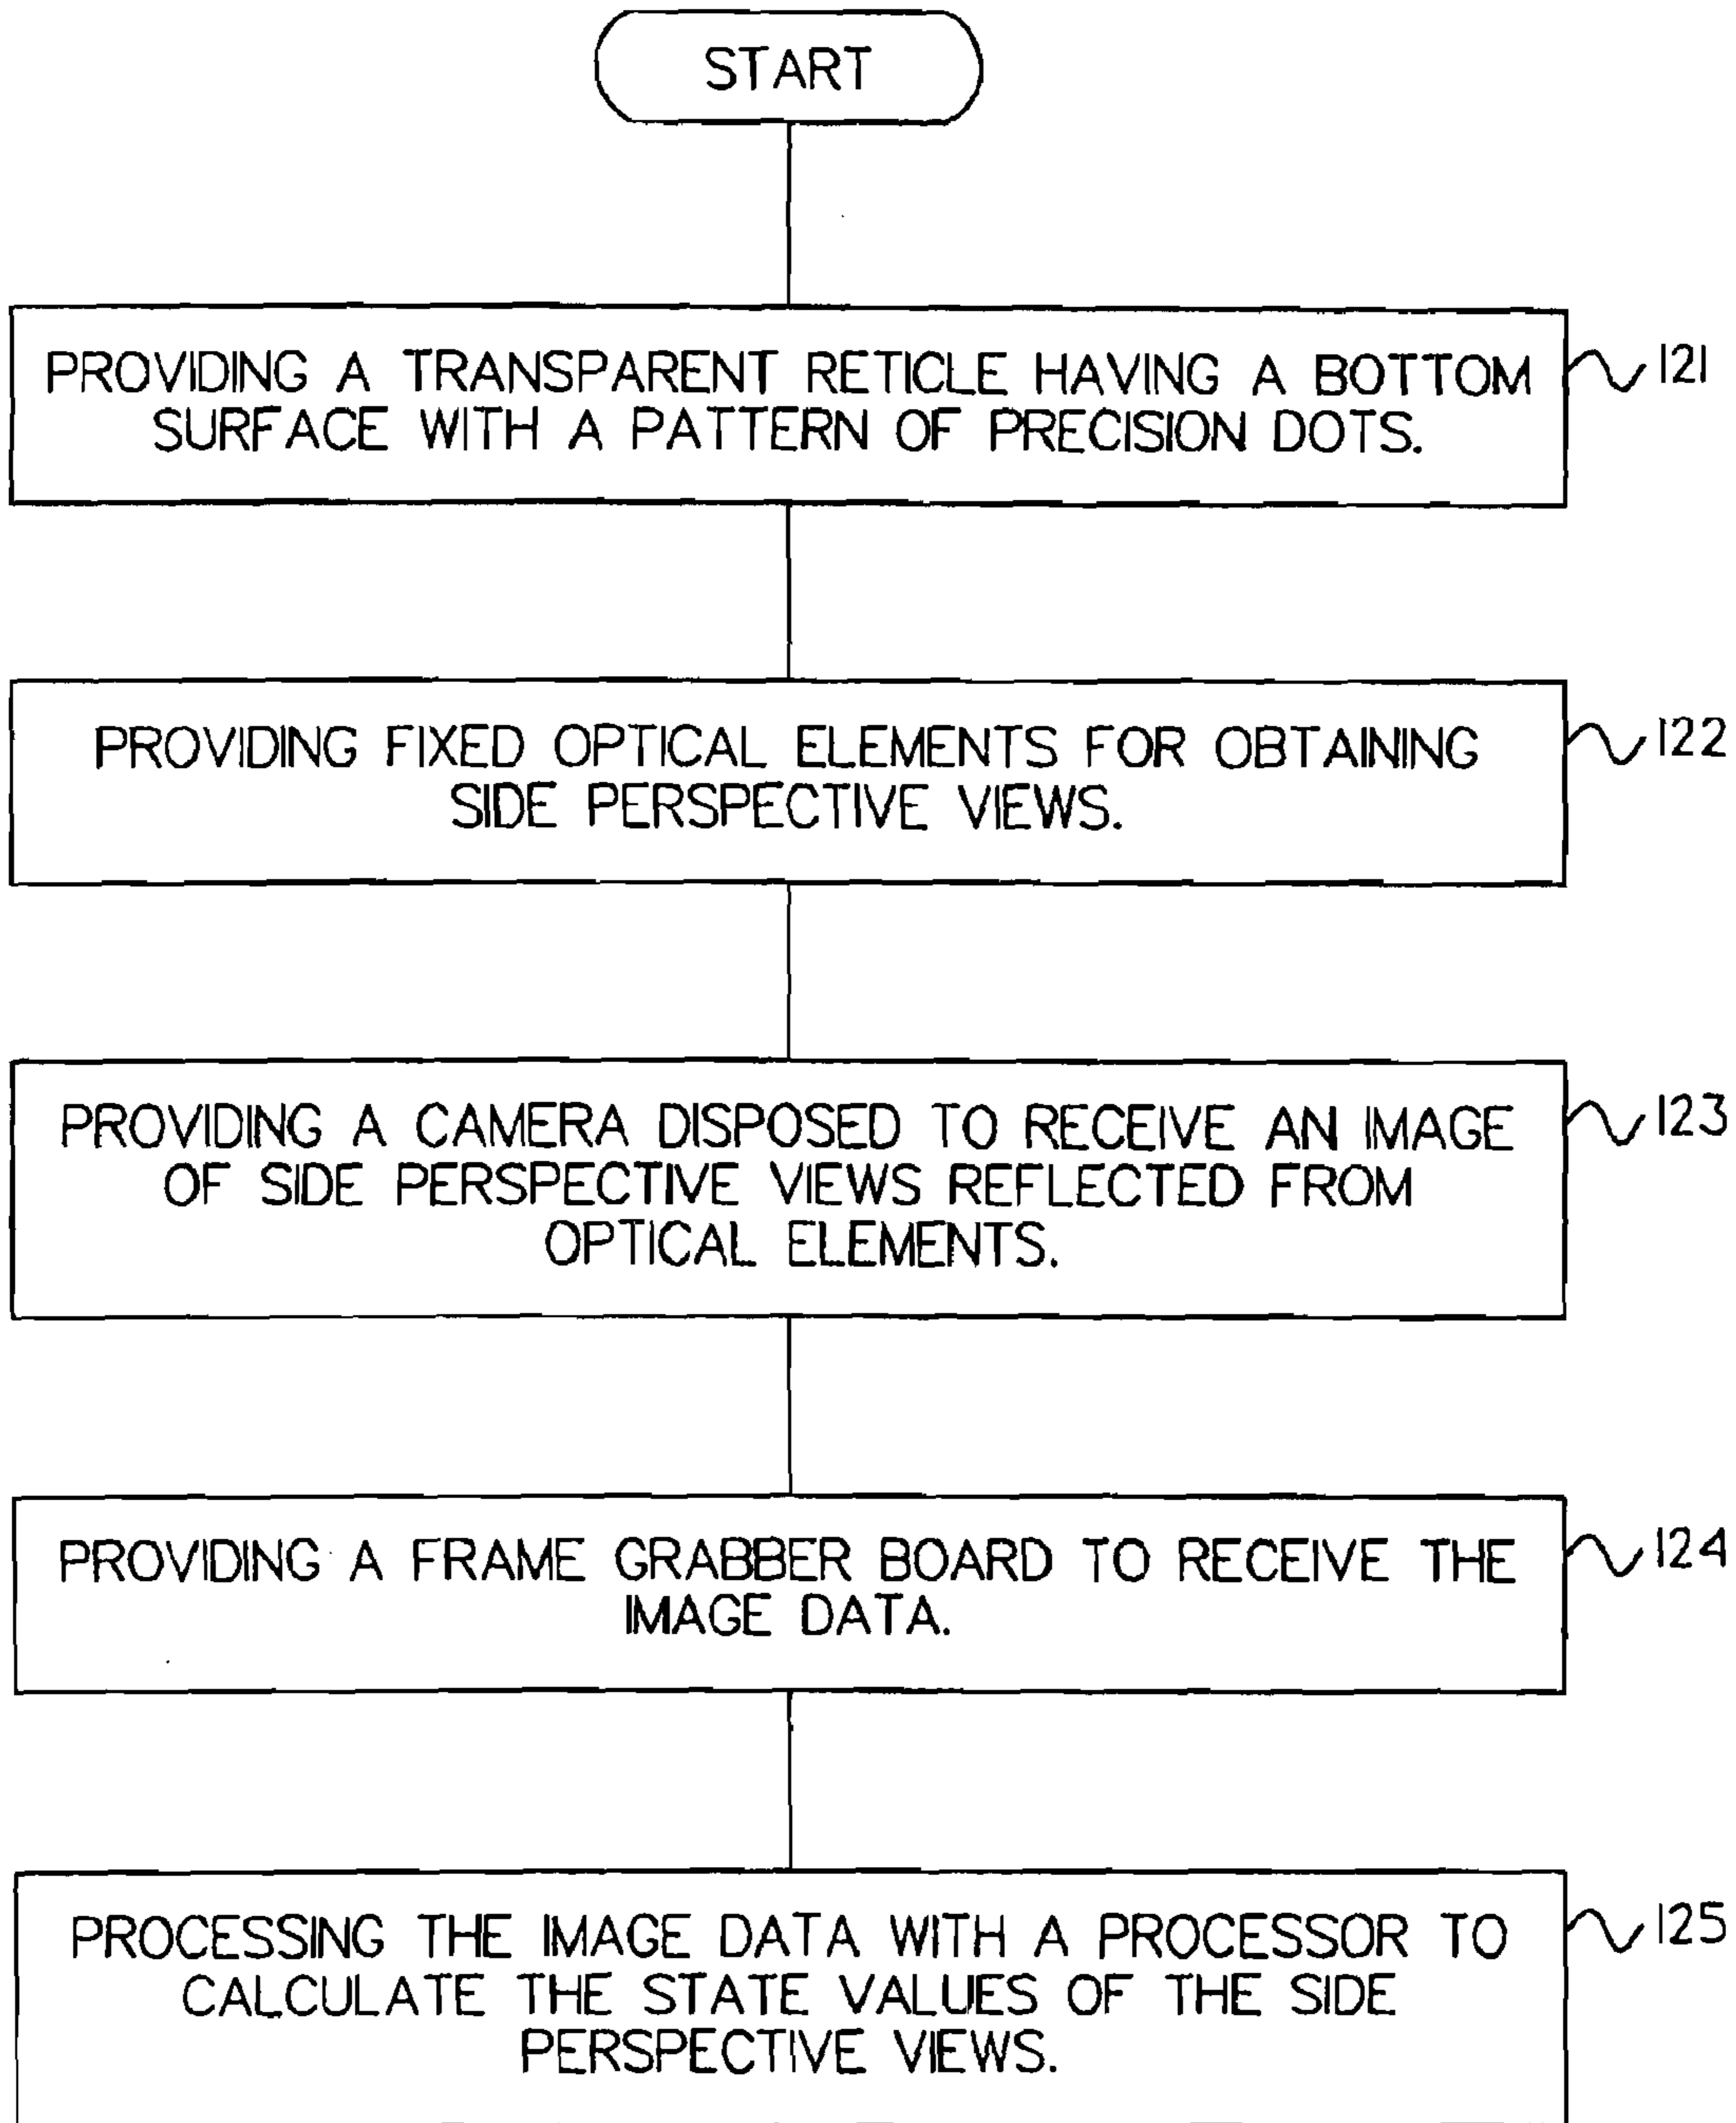 START
PROVIDING A TRANSPARENT RETICLE HAVING A BOTTOM
SURFACE WITH A PATTERN OF PRECISION DOTS.
121
PROVIDING FIXED OPTICAL ELEMENTS FOR OBTAINING
SIDE PERSPECTIVE VIEWS.
122
PROVIDING A CAMERA DISPOSED TO RECEIVE AN IMAGE
OF SIDE PERSPECTIVE VIEWS REFLECTED FROM
OPTICAL ELEMENTS.
123
PROVIDING A FRAME GRABBER BOARD TO RECEIVE THE
IMAGE DATA.
124
PROCESSING THE IMAGE DATA WITH A PROCESSOR TO
CALCULATE THE STATE VALUES OF THE SIDE
PERSPECTIVE VIEWS.
125